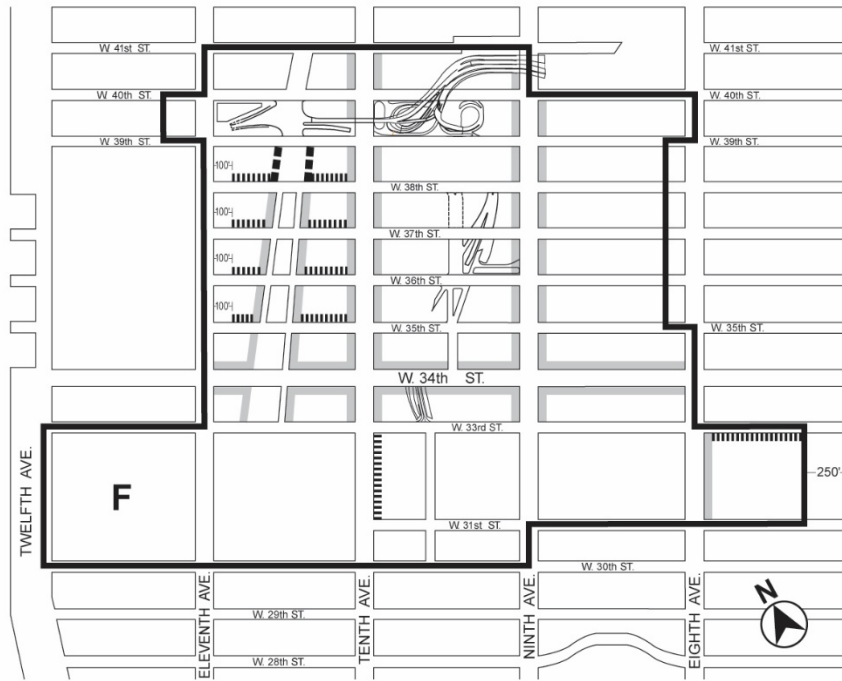 W. 41st ST.
W. 41st ST.
W. 40th ST.
W. 40th ST.
W. 39th ST.
W. 39th ST.
100'
W. 38th ST.
100'
W. 37th ST.
100'
W. 36th ST.
100'
W. 35th ST.
W. 35th ST.
W. 34th ST.
W. 33rd ST.
250'
F
W. 31st ST.
W. 30th ST.
TWELFTH AVE.
ELEVENTH AVE.
TENTH AVE.
NINTH AVE.
EIGHTH AVE.
N
W. 29th ST.
W. 28th ST.